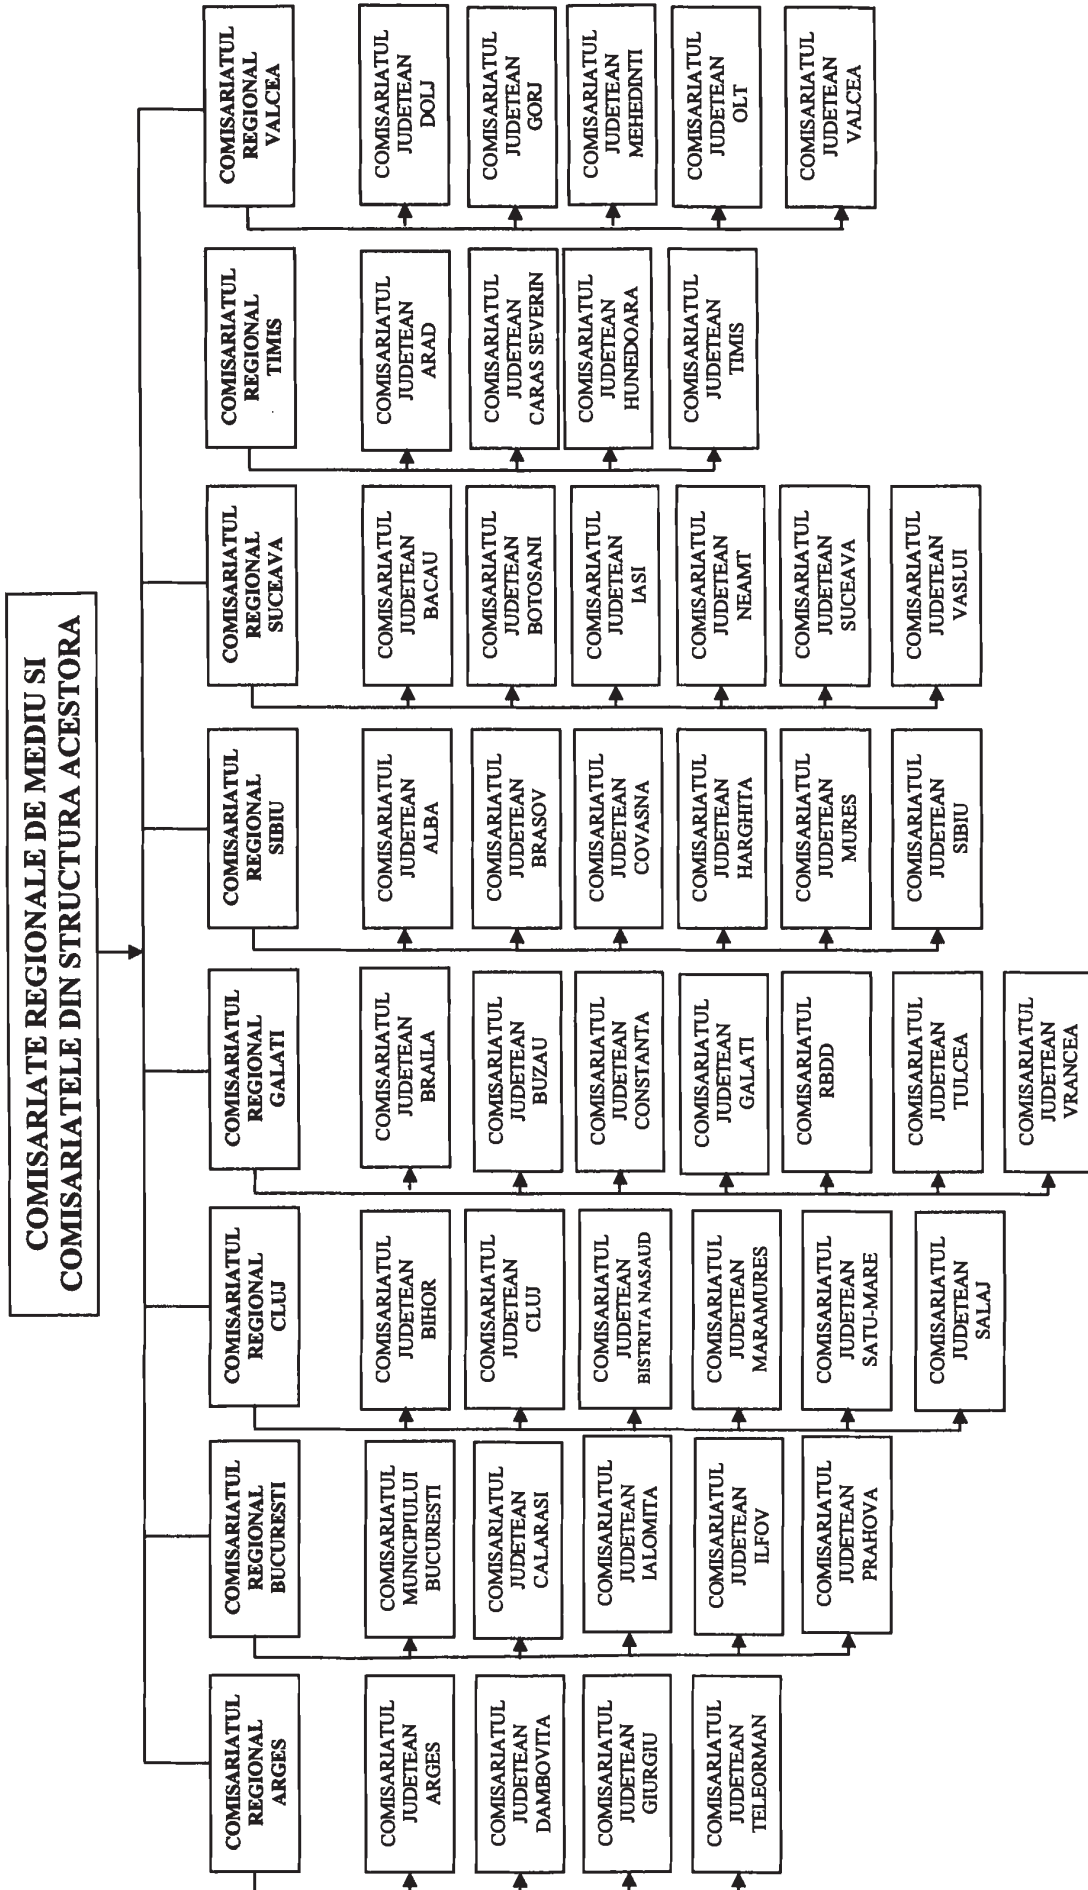 COMISARIATE REGIONALE DE MEDIU SI
COMISARIATELE DIN STRUCTURA ACESTORA
COMISARIATUL
REGIONAL
ARGES
COMISARIATUL
JUDETEAN
ARGES
COMISARIATUL
JUDETEAN
DAMBOVITA
COMISARIATUL
JUDETEAN
GIURGIU
COMISARIATUL
JUDETEAN
TELEORMAN
COMISARIATUL
REGIONAL
BUCURESTI
COMISARIATUL
MUNICIPIULUI
BUCURESTI
COMISARIATUL
JUDETEAN
CALARASI
COMISARIATUL
JUDETEAN
IALOMITA
COMISARIATUL
JUDETEAN
ILFOV
COMISARIATUL
JUDETEAN
PRAHOVA
COMISARIATUL
REGIONAL
CLUJ
COMISARIATUL
JUDETEAN
BIHOR
COMISARIATUL
JUDETEAN
CLUJ
COMISARIATUL
JUDETEAN
BISTRITA NASAUD
COMISARIATUL
JUDETEAN
MARAMURES
COMISARIATUL
JUDETEAN
SATU-MARE
COMISARIATUL
JUDETEAN
SALAJ
COMISARIATUL
REGIONAL
GALATI
COMISARIATUL
JUDETEAN
BRAILA
COMISARIATUL
JUDETEAN
BUZAU
COMISARIATUL
JUDETEAN
CONSTANTA
COMISARIATUL
JUDETEAN
GALATI
COMISARIATUL
RBDD
COMISARIATUL
JUDETEAN
TULCEA
COMISARIATUL
JUDETEAN
VRANCEA
COMISARIATUL
REGIONAL
SIBIU
COMISARIATUL
JUDETEAN
ALBA
COMISARIATUL
JUDETEAN
BRASOV
COMISARIATUL
JUDETEAN
COVASNA
COMISARIATUL
JUDETEAN
HARGHITA
COMISARIATUL
JUDETEAN
MURES
COMISARIATUL
JUDETEAN
SIBIU
COMISARIATUL
REGIONAL
SUCEAVA
COMISARIATUL
JUDETEAN
BACAU
COMISARIATUL
JUDETEAN
BOTOSANI
COMISARIATUL
JUDETEAN
IASI
COMISARIATUL
JUDETEAN
NEAMT
COMISARIATUL
JUDETEAN
SUCEAVA
COMISARIATUL
JUDETEAN
VASLUI
COMISARIATUL
REGIONAL
TIMIS
COMISARIATUL
JUDETEAN
ARAD
COMISARIATUL
JUDETEAN
CARAS SEVERIN
COMISARIATUL
JUDETEAN
HUNEDOARA
COMISARIATUL
JUDETEAN
TIMIS
COMISARIATUL
REGIONAL
VALCEA
COMISARIATUL
JUDETEAN
DOLJ
COMISARIATUL
JUDETEAN
GORJ
COMISARIATUL
JUDETEAN
MEHEDINTI
COMISARIATUL
JUDETEAN
OLT
COMISARIATUL
JUDETEAN
VALCEA